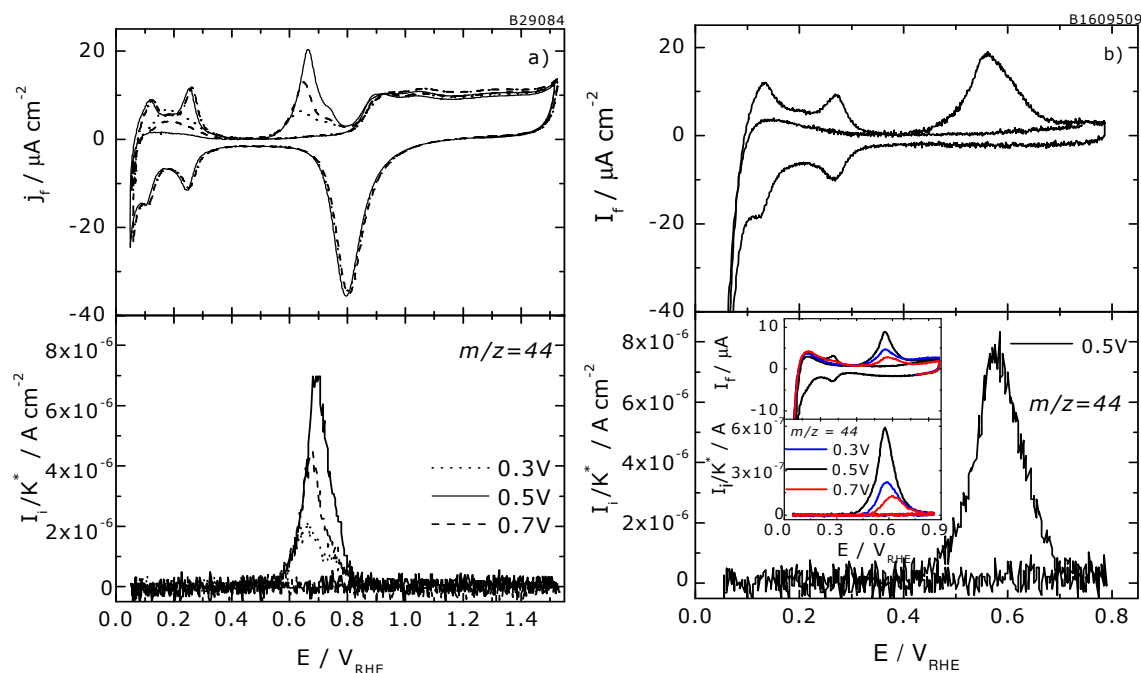 B29084
a)
20
0
-20
-40
j_f / µA cm⁻²
8x10⁻⁶
6x10⁻⁶
4x10⁻⁶
2x10⁻⁶
0
I_i/K* / A cm⁻²
m/z=44
0.3V
0.5V
0.7V
0.0 0.2 0.4 0.6 0.8 1.0 1.2 1.4
E / V_RHE
B1609509
b)
20
0
-20
-40
I_f / µA cm⁻²
8x10⁻⁶
6x10⁻⁶
4x10⁻⁶
2x10⁻⁶
0
I_i/K* / A cm⁻²
0.5V
m/z=44
10
0
-10
I_f / µA
m/z = 44
6x10⁻⁷
3x10⁻⁷
0
I_i/K* / A
0.3V
0.5V
0.7V
0.0 0.3 0.6 0.9
E / V_RHE
0.0 0.2 0.4 0.6 0.8
E / V_RHE